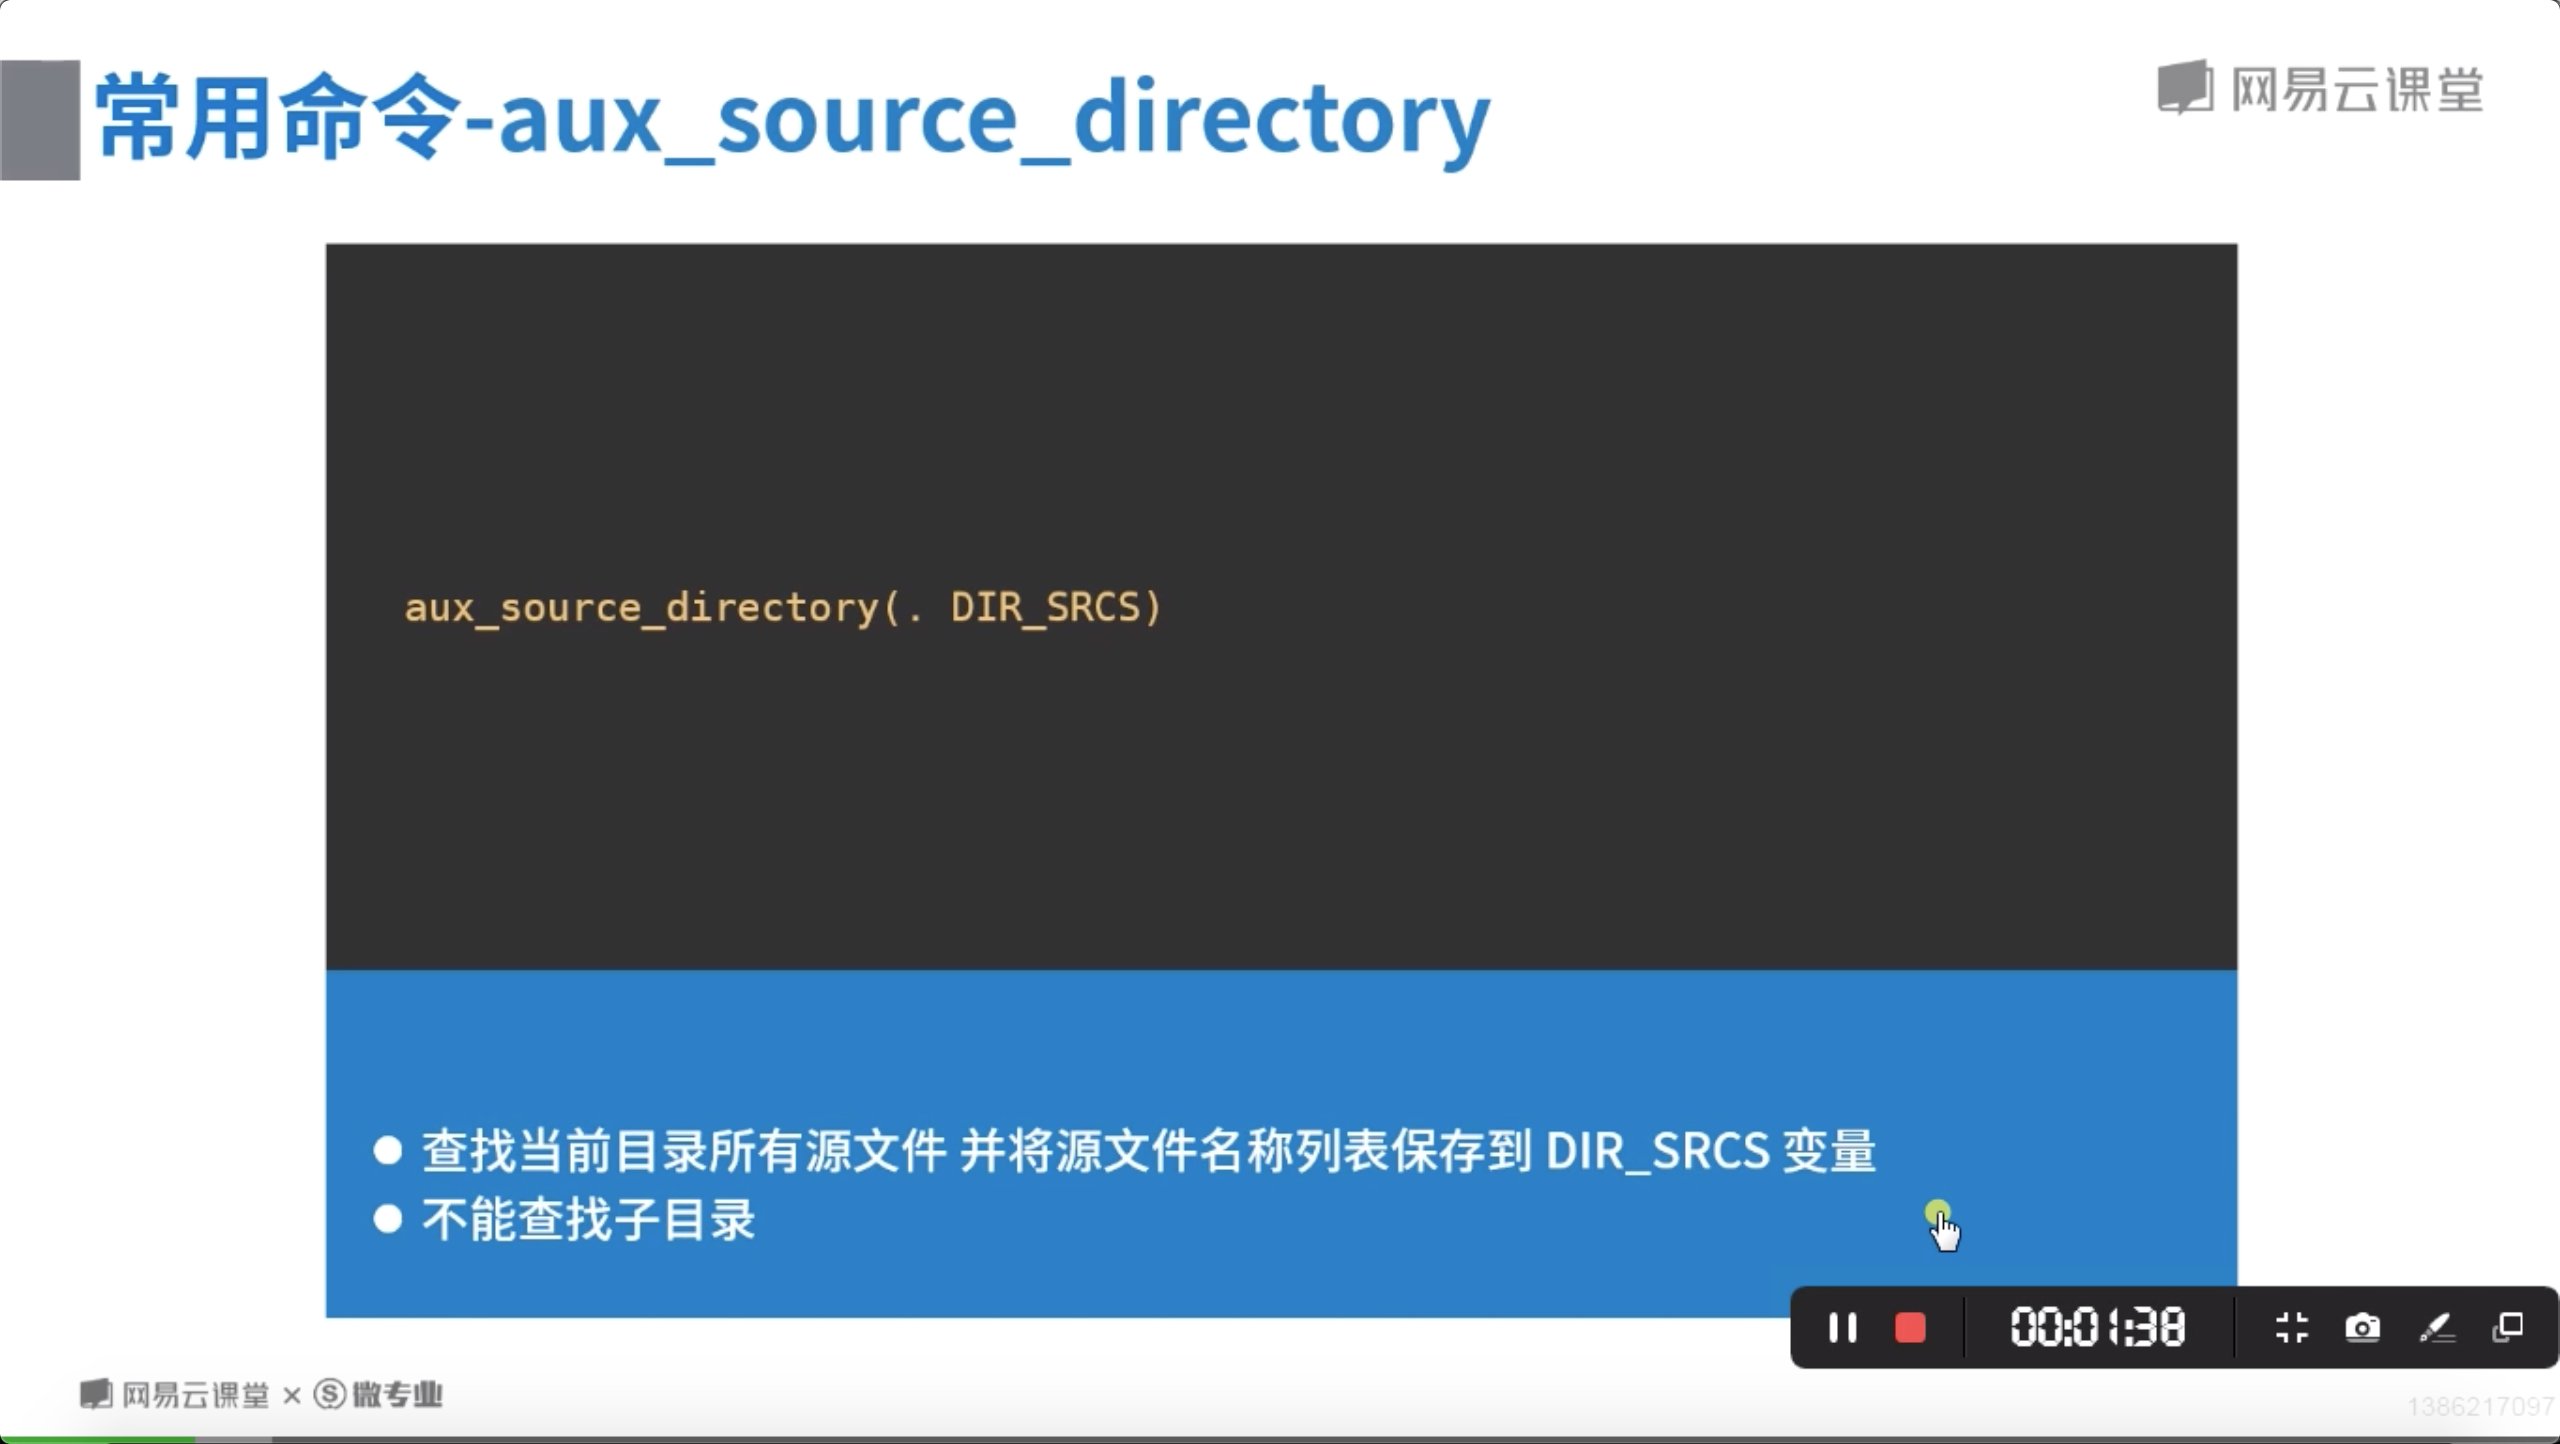 常用命令-aux_source_directory
网易云课堂
aux_source_directory(. DIR_SRCS)
查找当前目录所有源文件 并将源文件名称列表保存到 DIR_SRCS 变量
不能查找子目录
00:01:38
网易云课堂 × Ⓢ微专业
1386217097